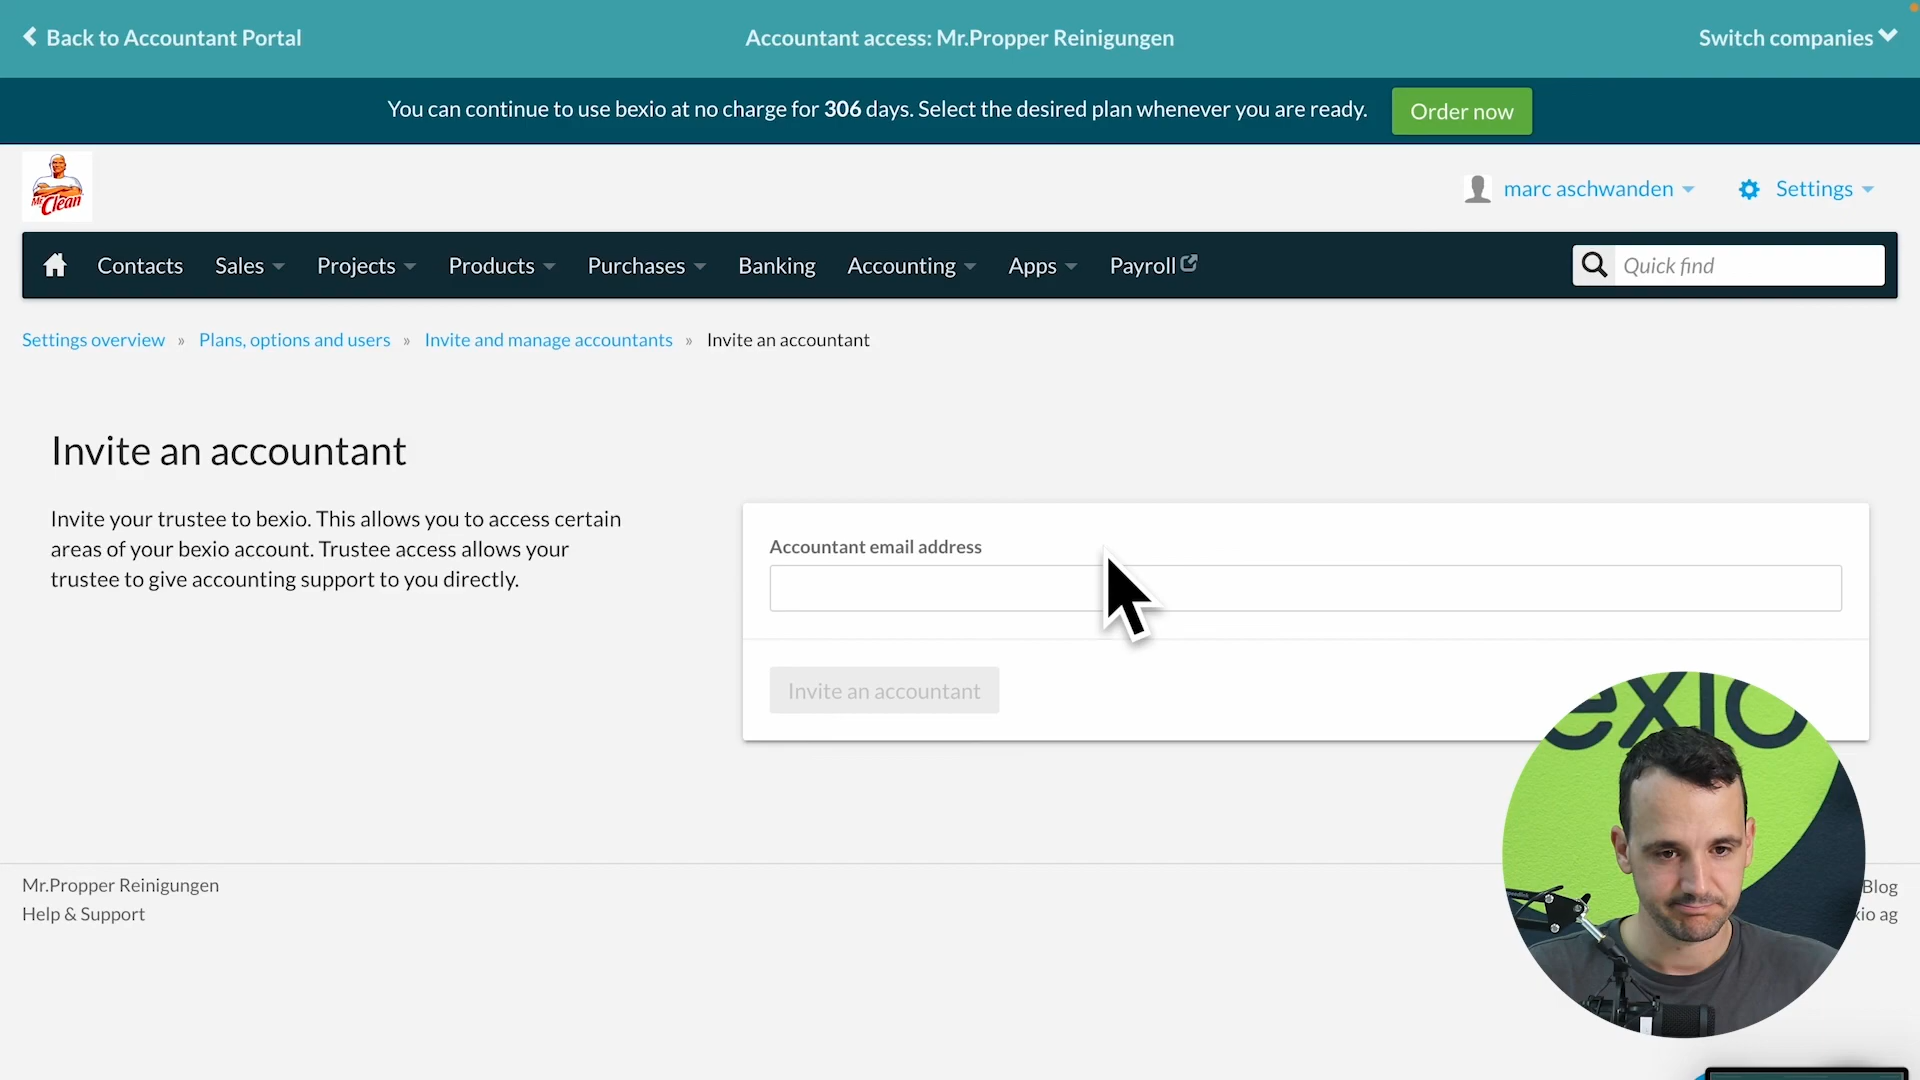 Back to Accountant Portal
Accountant access: Mr.Propper Reinigungen
Switch companies
You can continue to use bexio at no charge for 306 days. Select the desired plan whenever you are ready.
Order now
Mr Clean
marc aschwanden
Settings
Contacts
Sales
Projects
Products
Purchases
Banking
Accounting
Apps
Payroll
Quick find
Settings overview » Plans, options and users » Invite and manage accountants » Invite an accountant
Invite an accountant
Invite your trustee to bexio. This allows you to access certain
areas of your bexio account. Trustee access allows your
trustee to give accounting support to you directly.
Accountant email address
Invite an accountant
exio
Mr.Propper Reinigungen
Blog
Help & Support
xio ag